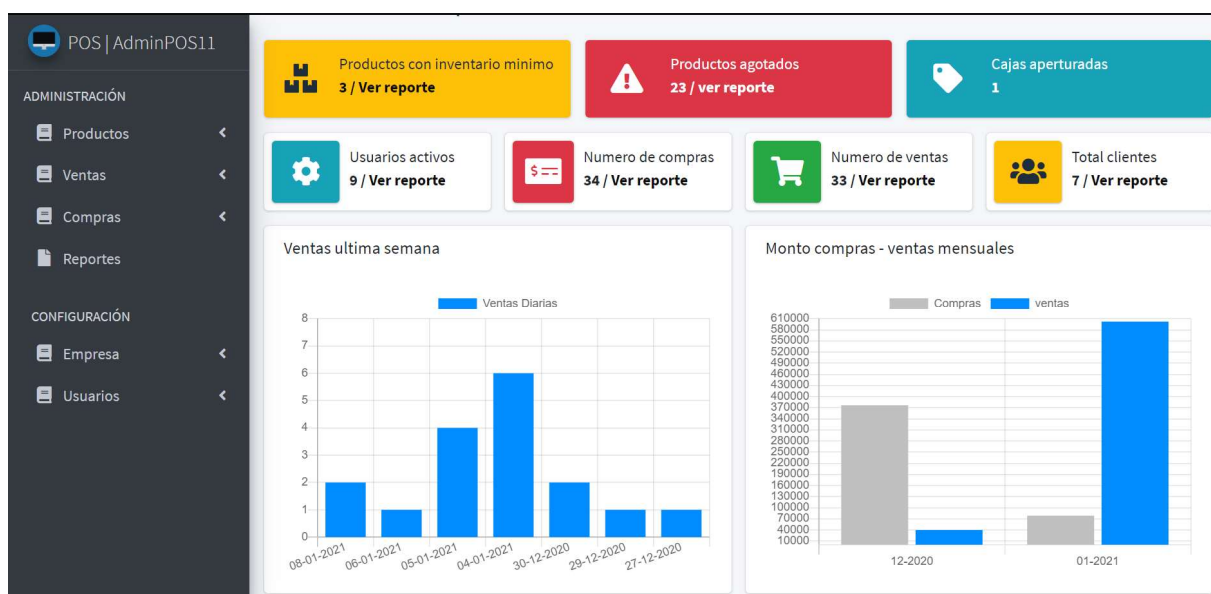 POS | AdminPOS11
ADMINISTRACIÓN
Productos
Ventas
Compras
Reportes
CONFIGURACIÓN
Empresa
Usuarios
Productos con inventario minimo
3 / Ver reporte
Productos agotados
23 / ver reporte
Cajas aperturadas
1
Usuarios activos
9 / Ver reporte
Numero de compras
34 / Ver reporte
Numero de ventas
33 / Ver reporte
Total clientes
7 / Ver reporte
Ventas ultima semana
Ventas Diarias
8
7
6
5
4
3
2
1
0
08-01-2021
06-01-2021
05-01-2021
04-01-2021
30-12-2020
29-12-2020
27-12-2020
Monto compras - ventas mensuales
Compras
ventas
610000
580000
550000
520000
490000
460000
430000
400000
370000
340000
310000
280000
250000
220000
190000
160000
130000
100000
70000
40000
10000
12-2020
01-2021